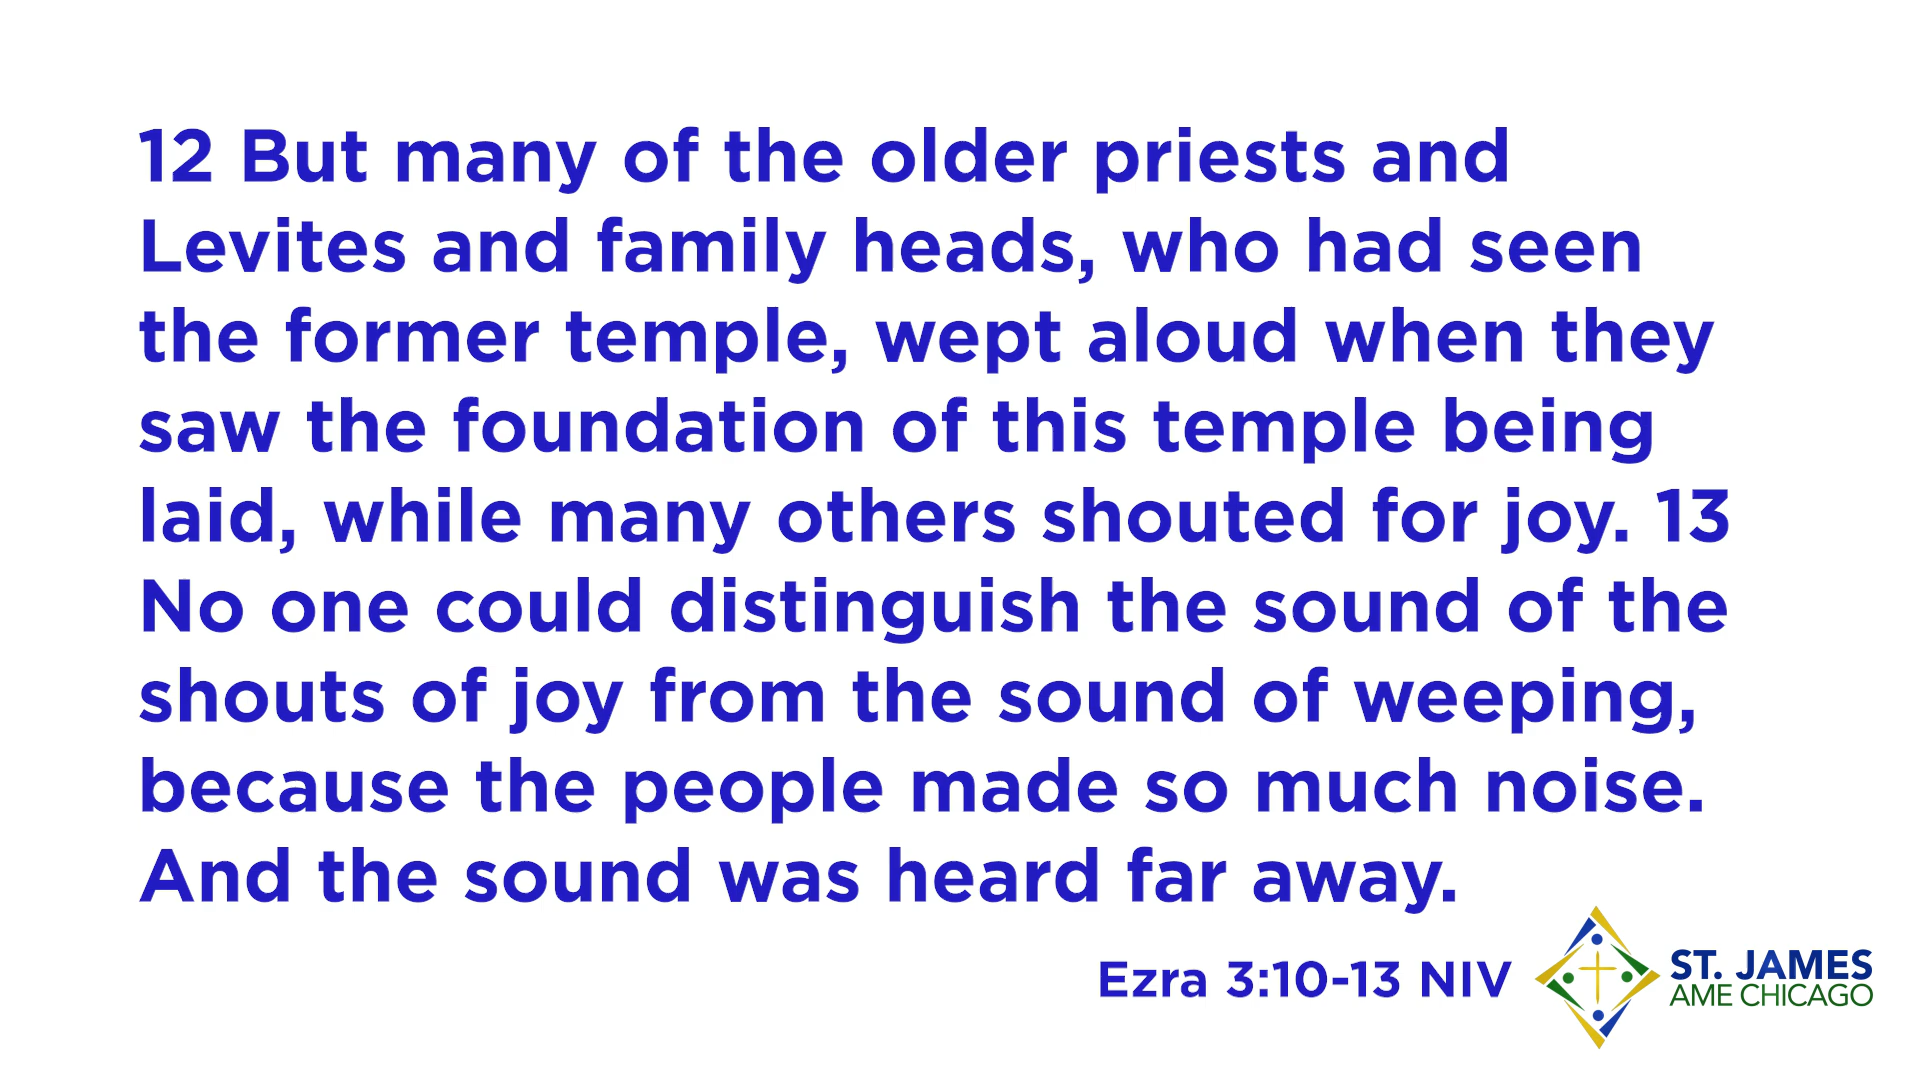 12 But many of the older priests and
Levites and family heads, who had seen
the former temple, wept aloud when they
saw the foundation of this temple being
laid, while many others shouted for joy. 13
No one could distinguish the sound of the
shouts of joy from the sound of weeping,
because the people made so much noise.
And the sound was heard far away.
Ezra 3:10-13 NIV
ST. JAMES
AME CHICAGO